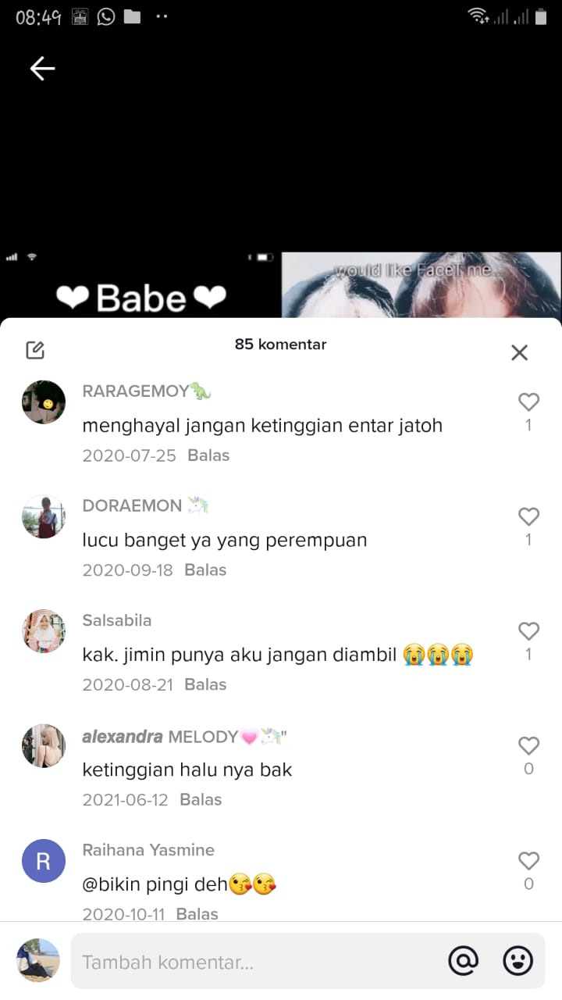 08:49
❤Babe❤
would like FaceT me...
85 komentar
RARAGEMOY🦖
menghayal jangan ketinggian entar jatoh
1
2020-07-25 Balas
DORAEMON 🦄
lucu banget ya yang perempuan
1
2020-09-18 Balas
Salsabila
kak. jimin punya aku jangan diambil 😭😭😭
1
2020-08-21 Balas
alexandra MELODY💗🦄"
ketinggian halu nya bak
0
2021-06-12 Balas
R
Raihana Yasmine
@bikin pingi deh😘😘
0
2020-10-11 Balas
Tambah komentar...